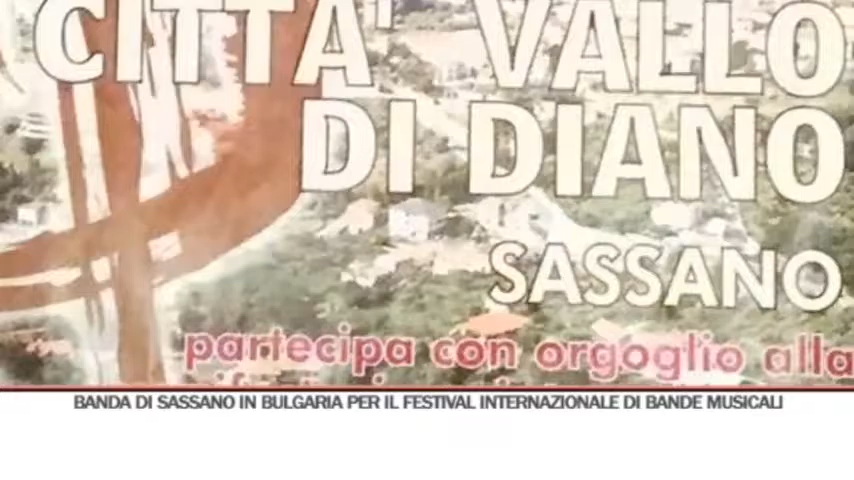 CITTA' VALLO
DI DIANO
SASSANO
partecipa con orgoglio alla
BANDA DI SASSANO IN BULGARIA PER IL FESTIVAL INTERNAZIONALE DI BANDE MUSICALI